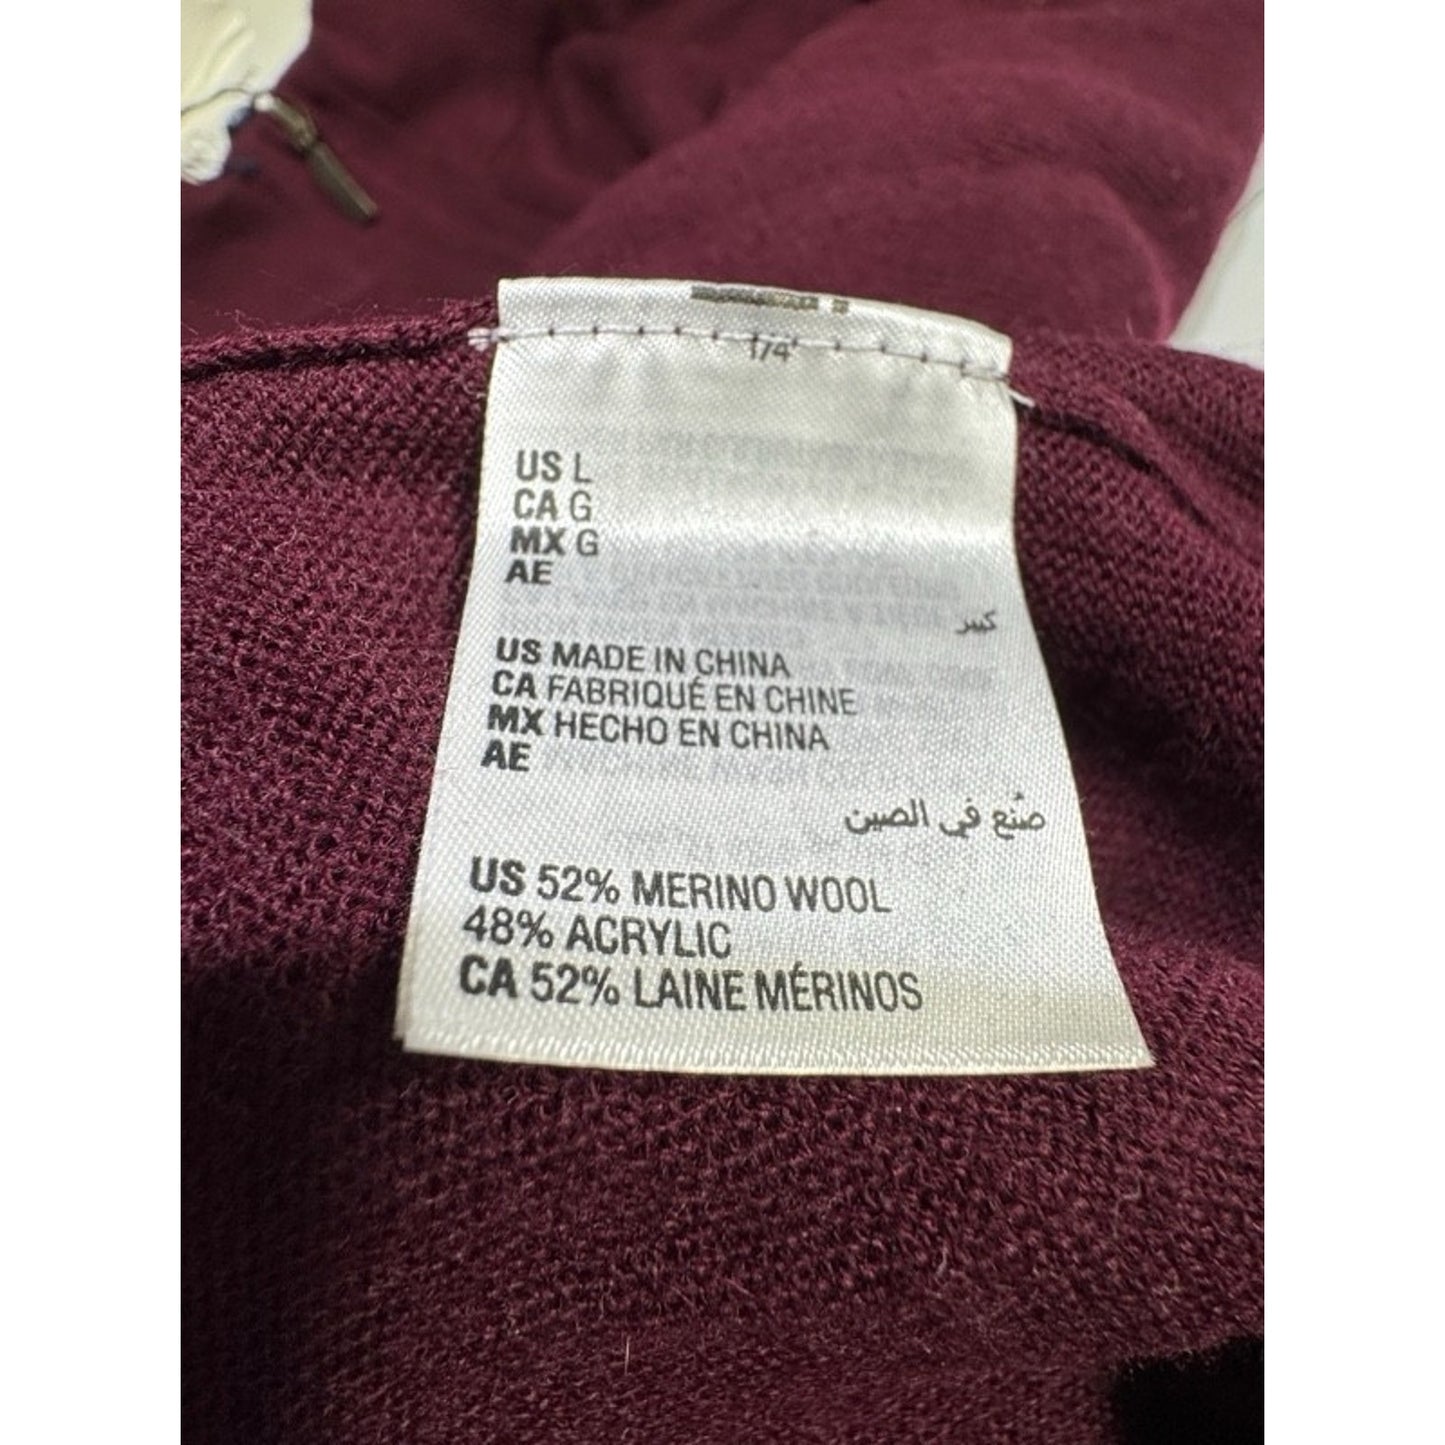 1/4
US L
CA G
MX G
AE
كبير
US MADE IN CHINA
CA FABRIQUÉ EN CHINE
MX HECHO EN CHINA
AE
صُنع في الصين
US 52% MERINO WOOL
48% ACRYLIC
CA 52% LAINE MÉRINOS